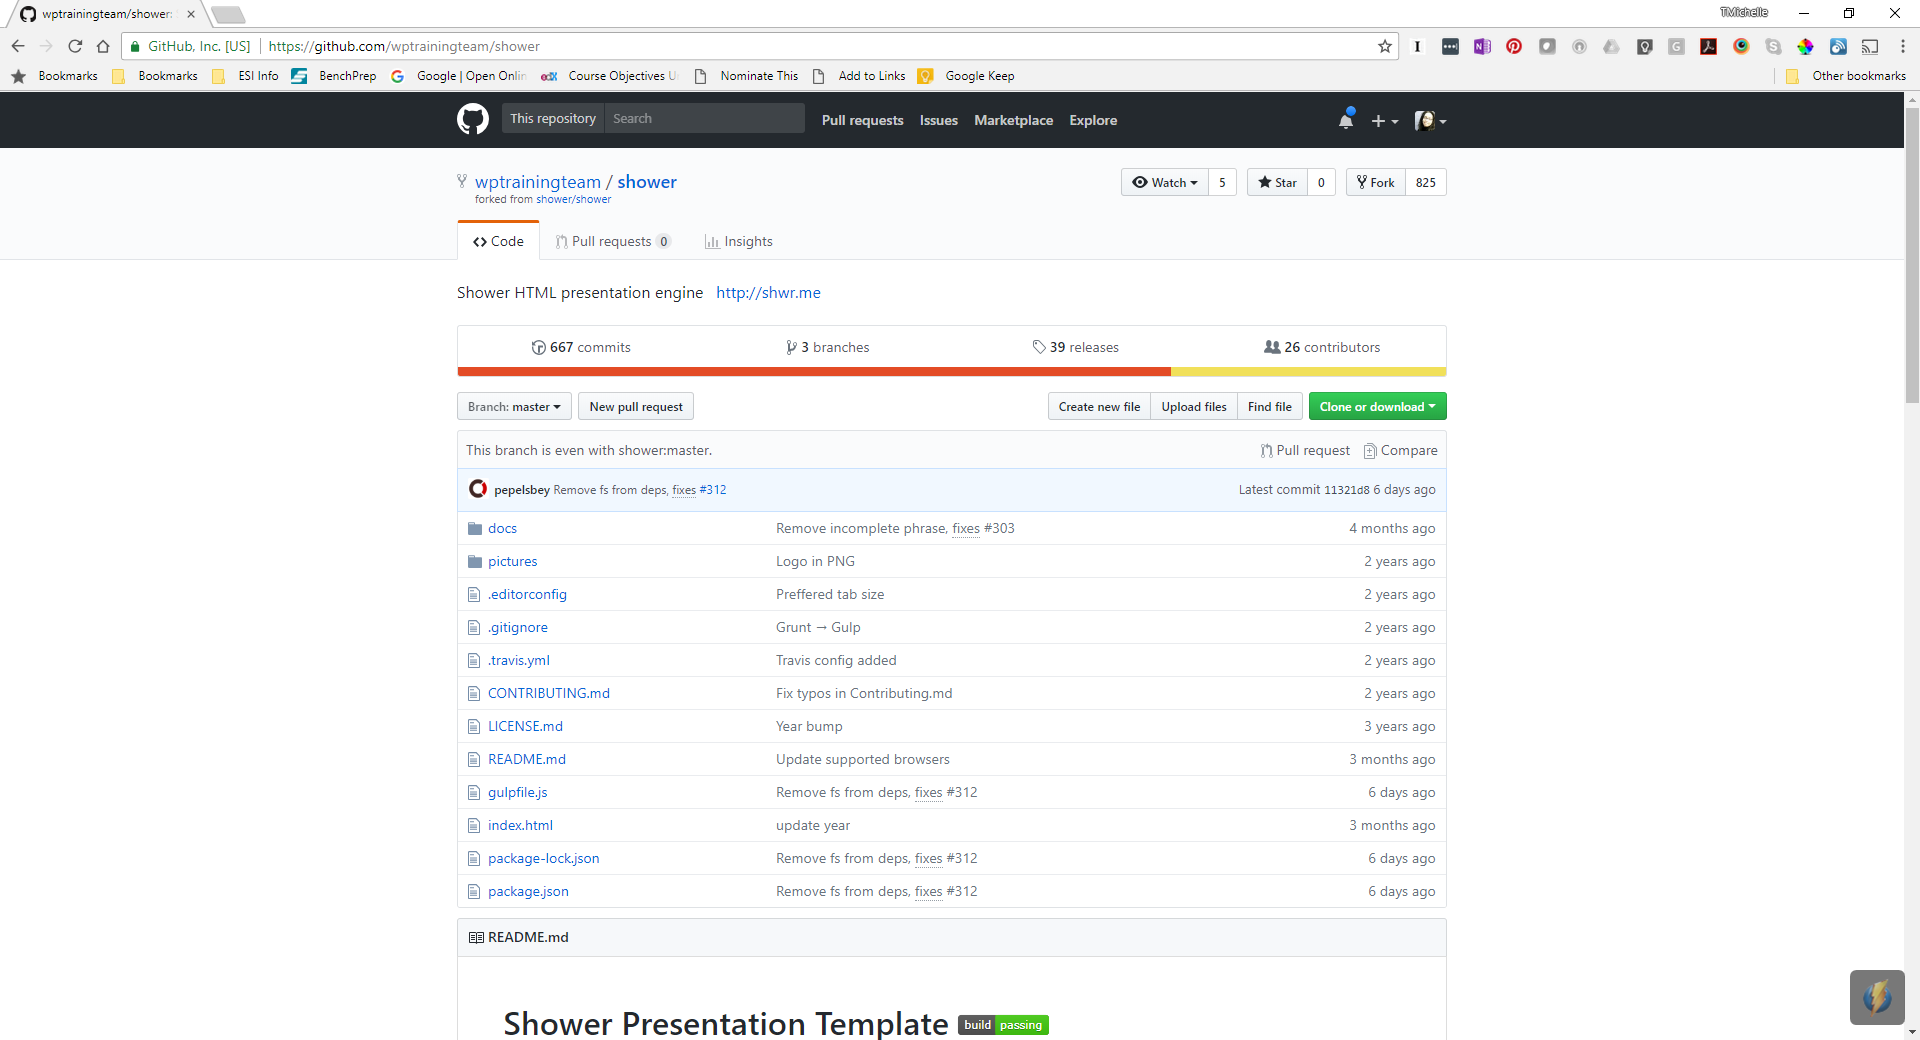 wptrainingteam/shower:
TMichelle
GitHub, Inc. [US] https://github.com/wptrainingteam/shower
Bookmarks Bookmarks ESI Info BenchPrep Google | Open Onlin Course Objectives U Nominate This Add to Links Google Keep Other bookmarks
This repository Search Pull requests Issues Marketplace Explore
wptrainingteam / shower Watch 5 Star 0 Fork 825
forked from shower/shower
Code Pull requests 0 Insights
Shower HTML presentation engine http://shwr.me
667 commits 3 branches 39 releases 26 contributors
Branch: master New pull request Create new file Upload files Find file Clone or download
This branch is even with shower:master. Pull request Compare
pepelsbey Remove fs from deps, fixes #312 Latest commit 11321d8 6 days ago
docs Remove incomplete phrase, fixes #303 4 months ago
pictures Logo in PNG 2 years ago
.editorconfig Preffered tab size 2 years ago
.gitignore Grunt → Gulp 2 years ago
.travis.yml Travis config added 2 years ago
CONTRIBUTING.md Fix typos in Contributing.md 2 years ago
LICENSE.md Year bump 3 years ago
README.md Update supported browsers 3 months ago
gulpfile.js Remove fs from deps, fixes #312 6 days ago
index.html update year 3 months ago
package-lock.json Remove fs from deps, fixes #312 6 days ago
package.json Remove fs from deps, fixes #312 6 days ago
README.md
Shower Presentation Template build passing